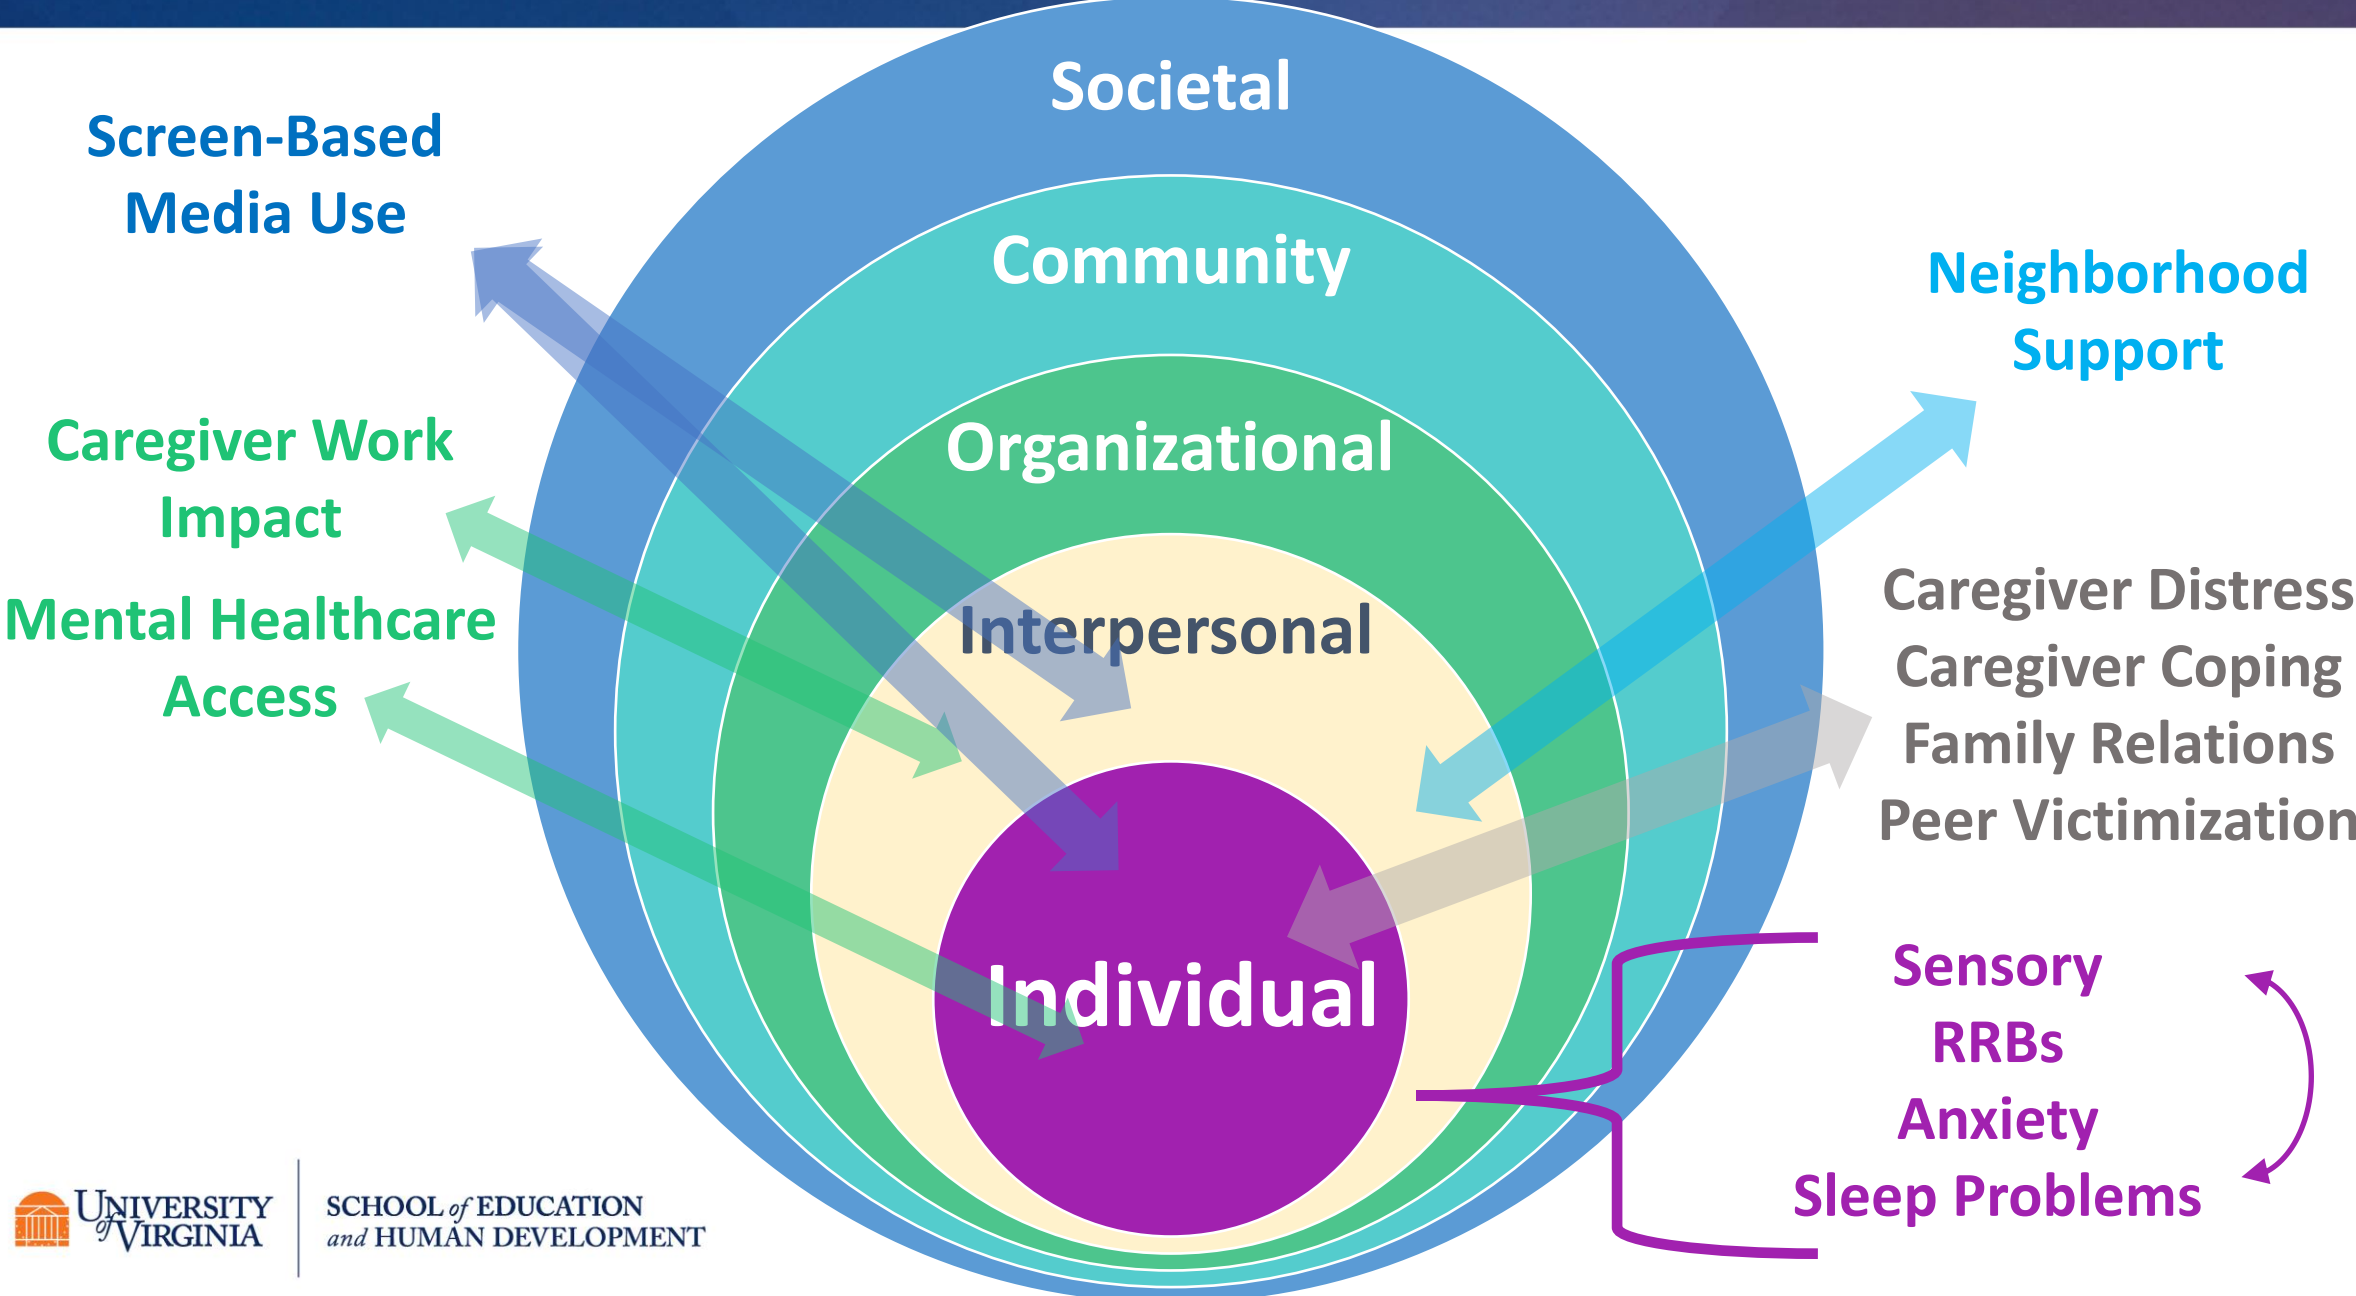 Societal
Community
Organizational
Interpersonal
Individual
Screen-Based
Media Use
Caregiver Work
Impact
Mental Healthcare
Access
Neighborhood
Support
Caregiver Distress
Caregiver Coping
Family Relations
Peer Victimization
Sensory
RRBs
Anxiety
Sleep Problems
UNIVERSITY
of VIRGINIA
SCHOOL of EDUCATION
and HUMAN DEVELOPMENT